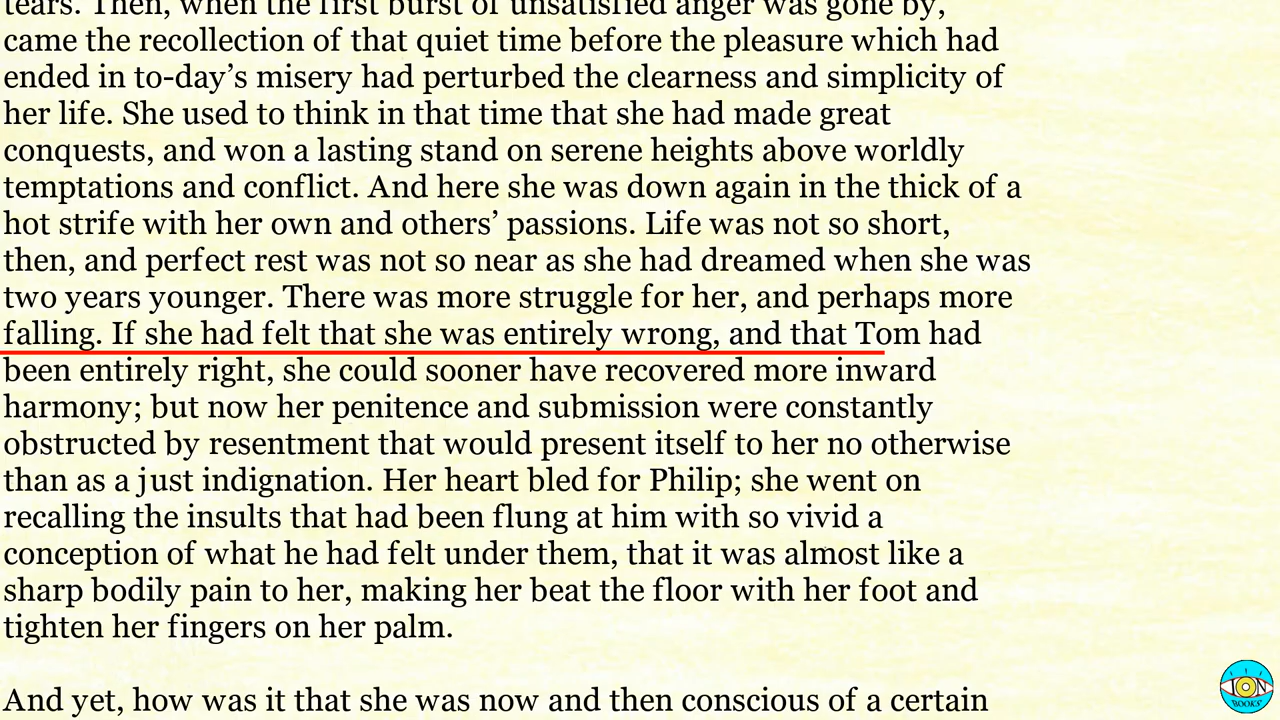 tears. Then, when the first burst of unsatisfied anger was gone by,
came the recollection of that quiet time before the pleasure which had
ended in to-day’s misery had perturbed the clearness and simplicity of
her life. She used to think in that time that she had made great
conquests, and won a lasting stand on serene heights above worldly
temptations and conflict. And here she was down again in the thick of a
hot strife with her own and others’ passions. Life was not so short,
then, and perfect rest was not so near as she had dreamed when she was
two years younger. There was more struggle for her, and perhaps more
falling. If she had felt that she was entirely wrong, and that Tom had
been entirely right, she could sooner have recovered more inward
harmony; but now her penitence and submission were constantly
obstructed by resentment that would present itself to her no otherwise
than as a just indignation. Her heart bled for Philip; she went on
recalling the insults that had been flung at him with so vivid a
conception of what he had felt under them, that it was almost like a
sharp bodily pain to her, making her beat the floor with her foot and
tighten her fingers on her palm.
And yet, how was it that she was now and then conscious of a certain
ION
BOOKS